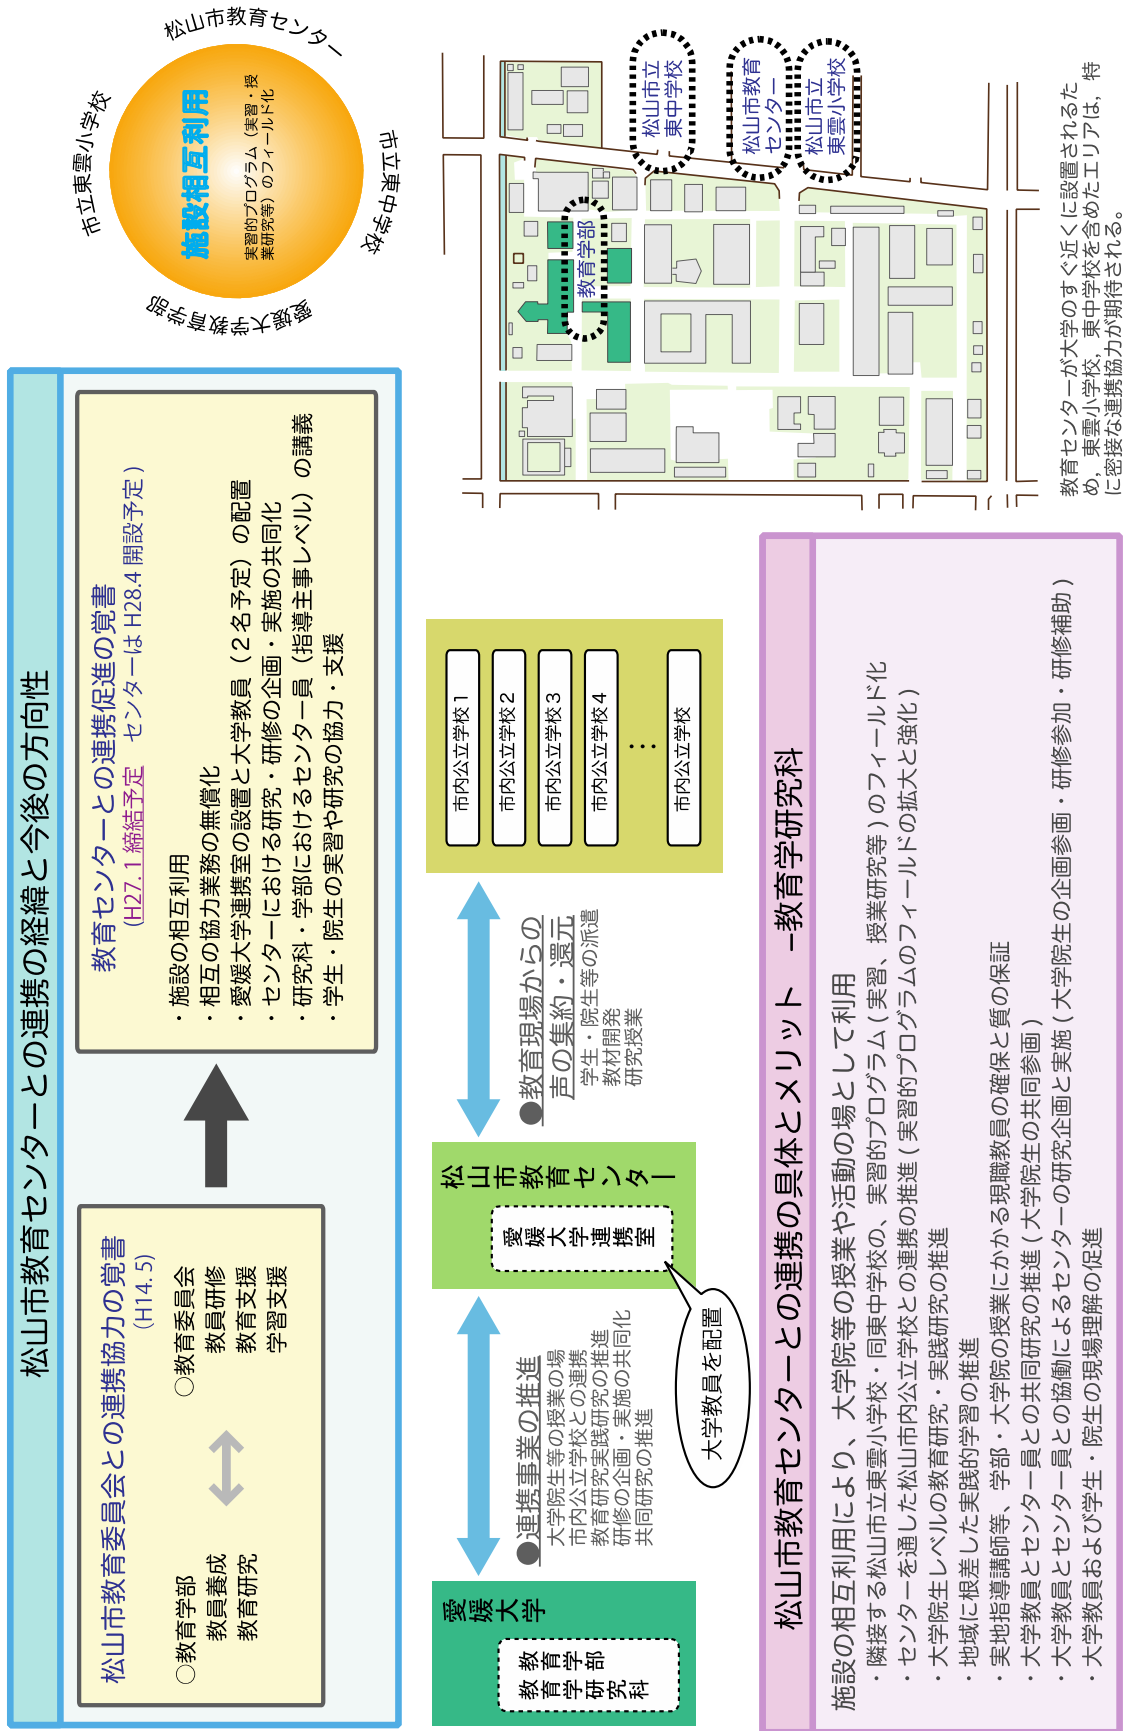 松山市教育センターとの連携の経緯と今後の方向性
松山市教育委員会との連携協力の覚書
(H14. 5)
○教育学部
教員養成
教育研究
○教育委員会
教員研修
教育支援
学習支援
教育センターとの連携促進の覚書
(H27. 1 締結予定　センターは H28.4 開設予定 )
・施設の相互利用
・相互の協力業務の無償化
・愛媛大学連携室の設置と大学教員（２名予定）の配置
・センターにおける研究・研修の企画・実施の共同化
・研究科・学部におけるセンター員（指導主事レベル）の講義
・学生・院生の実習や研究の協力・支援
市立東雲小学校
松山市教育センター
愛媛大学教育学部
市立東中学校
施設相互利用
実習的プログラム（実習・授
業研究等）のフィールド化
愛媛大学
教育学部
教育学研究科
●連携事業の推進
大学院生等の授業の場
市内公立学校との連携
教育研究実践研究の推進
研修の企画・実施の共同化
共同研究の推進
松山市教育センター
愛媛大学連携室
大学教員を配置
●教育現場からの
声の集約・還元
学生・院生等の派遣
教材開発
研究授業
市内公立学校１
市内公立学校２
市内公立学校３
市内公立学校４
⋮
市内公立学校
教育学部
松山市立
東中学校
松山市教育
センター
松山市立
東雲小学校
教育センターが大学のすぐ近くに設置されるた
め，東雲小学校，東中学校を含めたエリアは，特
に密接な連携協力が期待される。
松山市教育センターとの連携の具体とメリット　―教育学研究科
施設の相互利用により、大学院等の授業や活動の場として利用
・隣接する松山市立東雲小学校・同東中学校の、実習的プログラム ( 実習、授業研究等 ) のフィールド化
・センターを通した松山市内公立学校との連携の推進 ( 実習的プログラムのフィールドの拡大と強化 )
・大学院生レベルの教育研究・実践研究の推進
・地域に根差した実践的学習の推進
・実地指導講師等、学部・大学院の授業にかかる現職教員の確保と質の保証
・大学教員とセンター員との共同研究の推進 ( 大学院生の共同参画 )
・大学教員とセンター員との協働によるセンターの研究企画と実施 ( 大学院生の企画参画・研修参加・研修補助 )
・大学教員および学生・院生の現場理解の促進